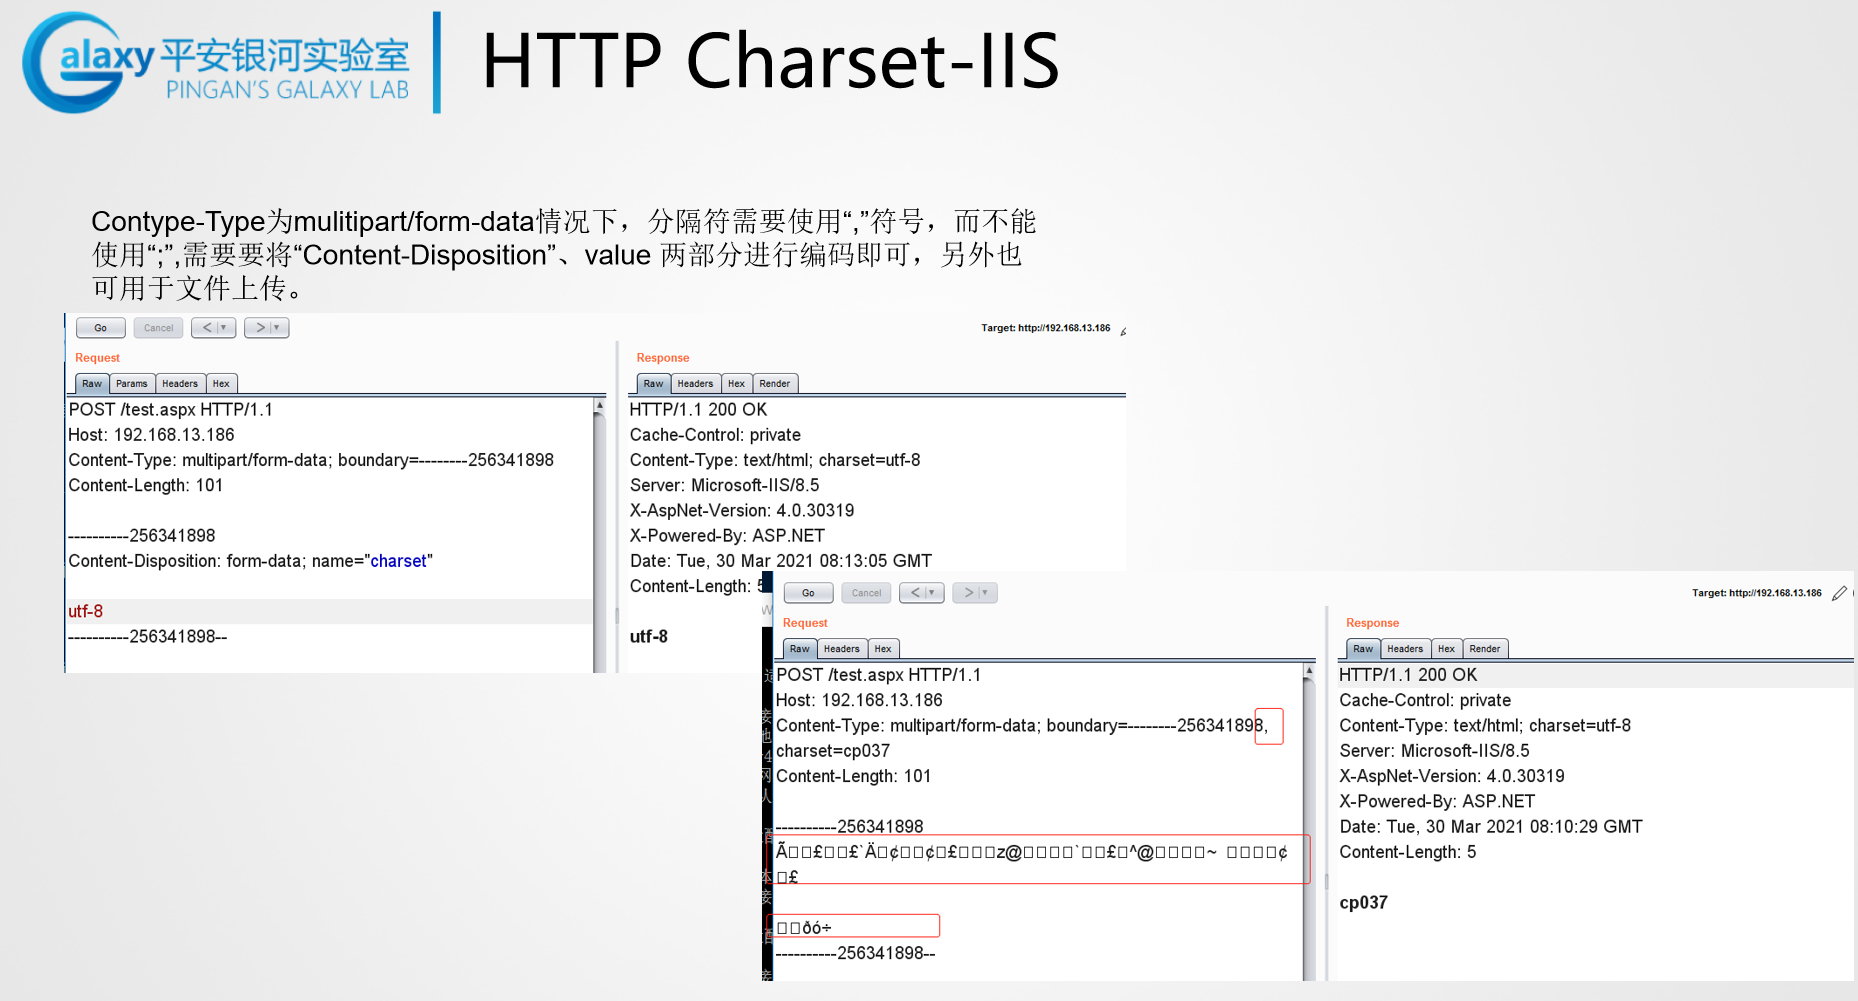 Galaxy 平安银河实验室
PINGAN'S GALAXY LAB
HTTP Charset-IIS
Contype-Type为mulitipart/form-data情况下，分隔符需要使用“,”符号，而不能
使用“;”,需要要将“Content-Disposition”、value 两部分进行编码即可，另外也
可用于文件上传。
Go Cancel < > Target: http://192.168.13.186
Request
Raw Params Headers Hex
POST /test.aspx HTTP/1.1
Host: 192.168.13.186
Content-Type: multipart/form-data; boundary=--------256341898
Content-Length: 101
----------256341898
Content-Disposition: form-data; name="charset"
utf-8
----------256341898--
Response
Raw Headers Hex Render
HTTP/1.1 200 OK
Cache-Control: private
Content-Type: text/html; charset=utf-8
Server: Microsoft-IIS/8.5
X-AspNet-Version: 4.0.30319
X-Powered-By: ASP.NET
Date: Tue, 30 Mar 2021 08:13:05 GMT
Content-Length: 5
utf-8
Go Cancel < > Target: http://192.168.13.186
Request
Raw Headers Hex
POST /test.aspx HTTP/1.1
Host: 192.168.13.186
Content-Type: multipart/form-data; boundary=--------256341898,
charset=cp037
Content-Length: 101
----------256341898
Ã□□£□□£`Ä□¢□□¢□£□□□z@□□□□`□□£□^@□□□□~ □□□□¢
□£
□□ðó÷
----------256341898--
Response
Raw Headers Hex Render
HTTP/1.1 200 OK
Cache-Control: private
Content-Type: text/html; charset=utf-8
Server: Microsoft-IIS/8.5
X-AspNet-Version: 4.0.30319
X-Powered-By: ASP.NET
Date: Tue, 30 Mar 2021 08:10:29 GMT
Content-Length: 5
cp037